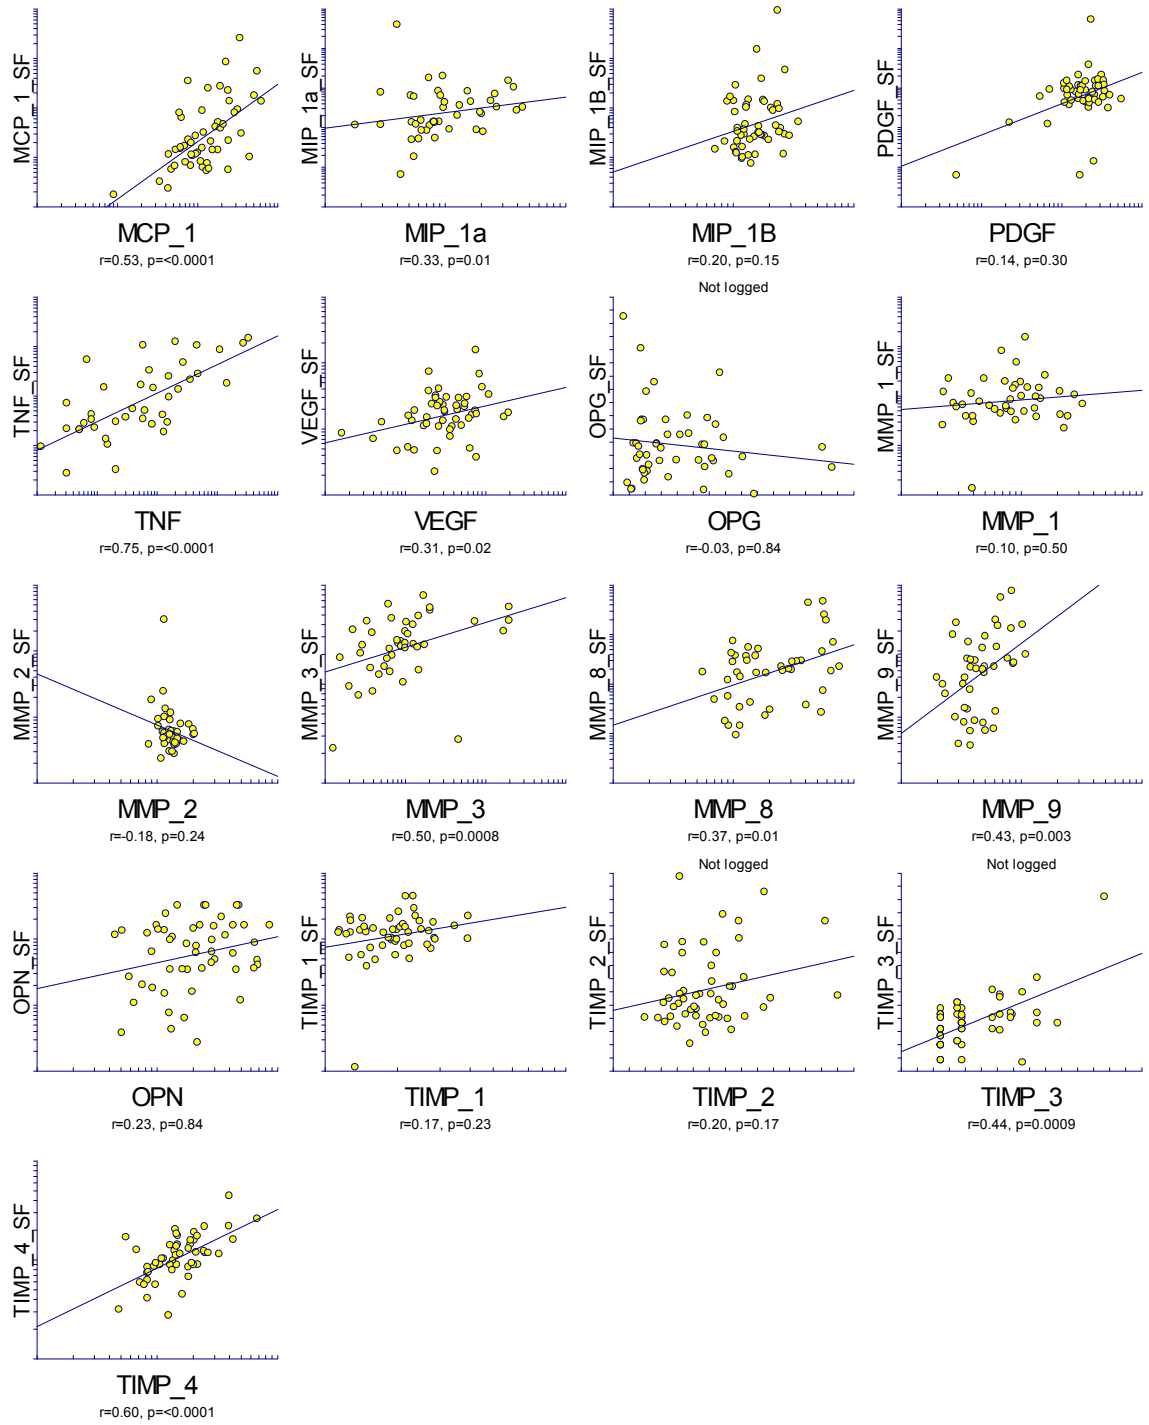 MCP_1_SF
MIP_1a_SF
MIP_1B_SF
PDGF_SF
MCP_1
MIP_1a
MIP_1B
PDGF
r=0.53, p=<0.0001
r=0.33, p=0.01
r=0.20, p=0.15
r=0.14, p=0.30
Not logged
TNF_SF
VEGF_SF
OPG_SF
MMP_1_SF
TNF
VEGF
OPG
MMP_1
r=0.75, p=<0.0001
r=0.31, p=0.02
r=-0.03, p=0.84
r=0.10, p=0.50
MMP_2_SF
MMP_3_SF
MMP_8_SF
MMP_9_SF
MMP_2
MMP_3
MMP_8
MMP_9
r=-0.18, p=0.24
r=0.50, p=0.0008
r=0.37, p=0.01
r=0.43, p=0.003
Not logged
Not logged
OPN_SF
TIMP_1_SF
TIMP_2_SF
TIMP_3_SF
OPN
TIMP_1
TIMP_2
TIMP_3
r=0.23, p=0.84
r=0.17, p=0.23
r=0.20, p=0.17
r=0.44, p=0.0009
TIMP_4_SF
TIMP_4
r=0.60, p=<0.0001